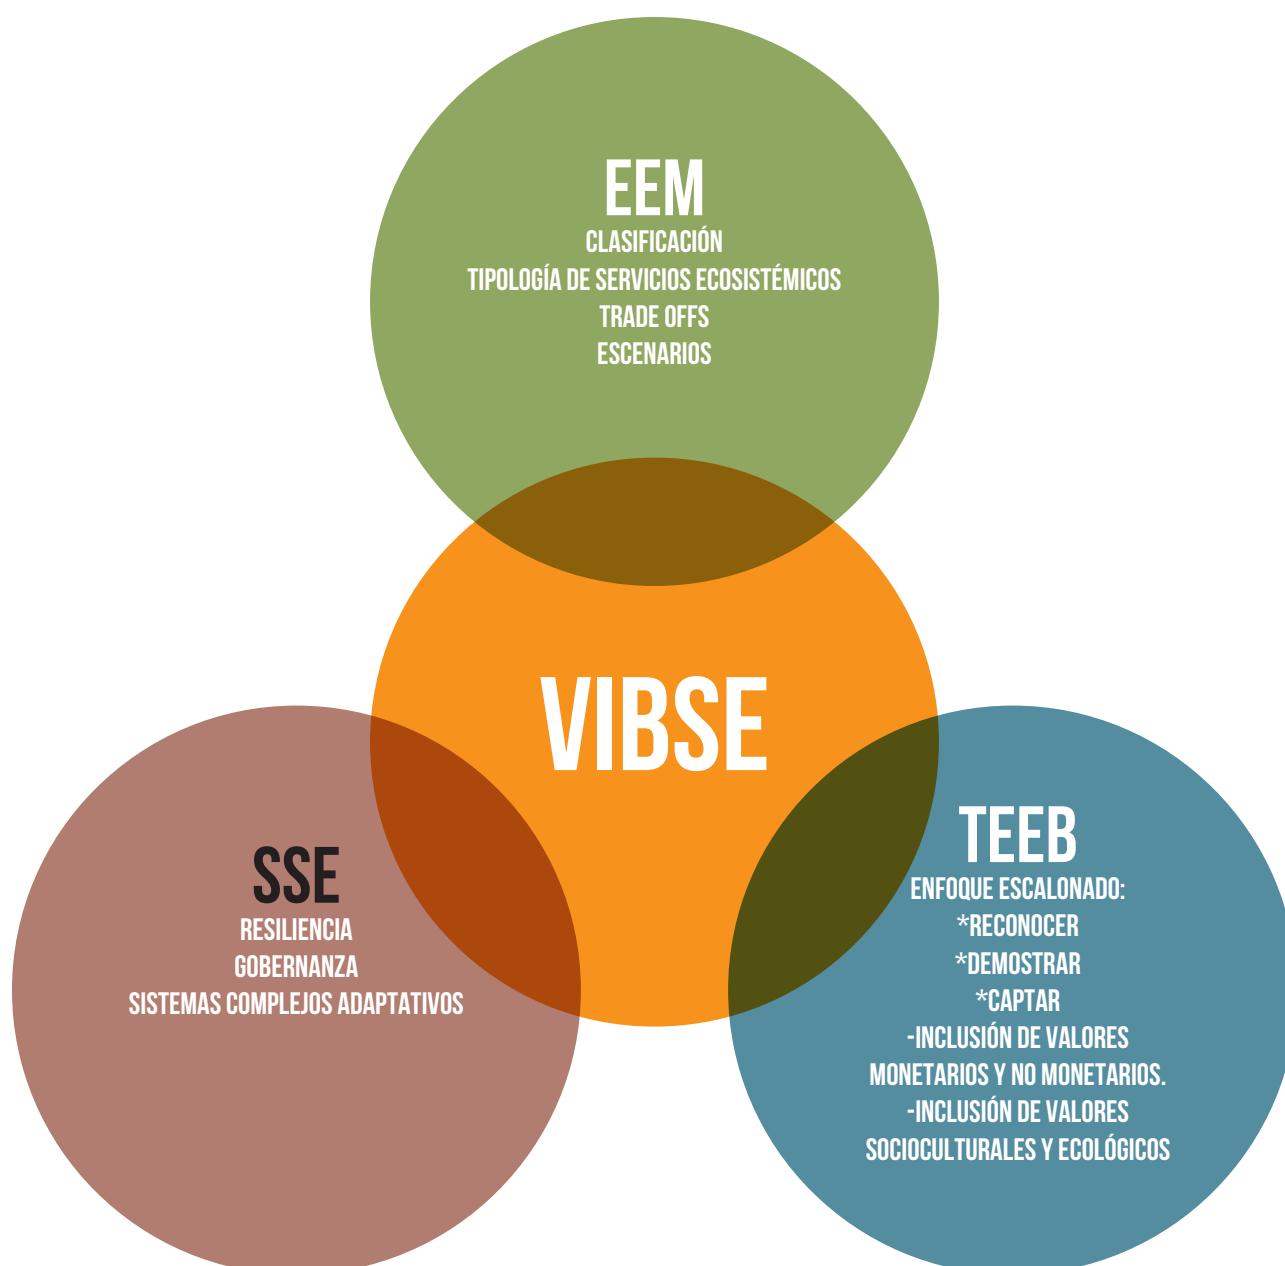 EEM
CLASIFICACIÓN
TIPOLOGÍA DE SERVICIOS ECOSISTÉMICOS
TRADE OFFS
ESCENARIOS
VIBSE
SSE
RESILIENCIA
GOBERNANZA
SISTEMAS COMPLEJOS ADAPTATIVOS
TEEB
ENFOQUE ESCALONADO:
*RECONOCER
*DEMOSTRAR
*CAPTAR
-INCLUSIÓN DE VALORES
MONETARIOS Y NO MONETARIOS.
-INCLUSIÓN DE VALORES
SOCIOCULTURALES Y ECOLÓGICOS